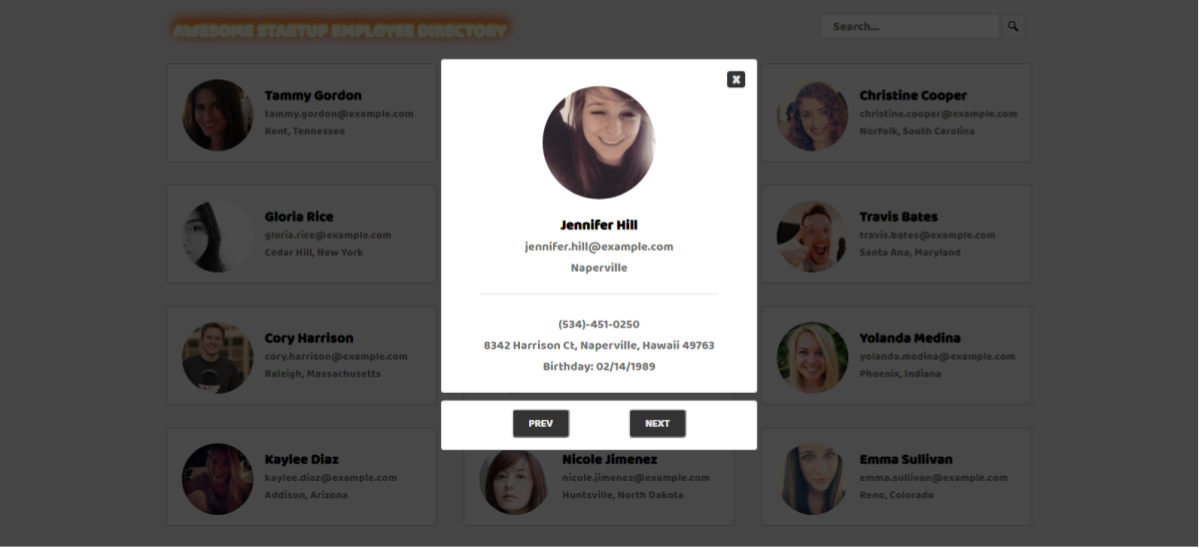 AWESOME STARTUP EMPLOYEE DIRECTORY
Search...
Tammy Gordon
tammy.gordon@example.com
Kent, Tennessee
Christine Cooper
christine.cooper@example.com
Norfolk, South Carolina
Gloria Rice
gloria.rice@example.com
Cedar Hill, New York
Travis Bates
travis.bates@example.com
Santa Ana, Maryland
Cory Harrison
cory.harrison@example.com
Raleigh, Massachusetts
Yolanda Medina
yolanda.medina@example.com
Phoenix, Indiana
Kaylee Diaz
kaylee.diaz@example.com
Addison, Arizona
Nicole Jimenez
nicole.jimenez@example.com
Huntsville, North Dakota
Emma Sullivan
emma.sullivan@example.com
Reno, Colorado
X
Jennifer Hill
jennifer.hill@example.com
Naperville
(534)-451-0250
8342 Harrison Ct, Naperville, Hawaii 49763
Birthday: 02/14/1989
PREV
NEXT